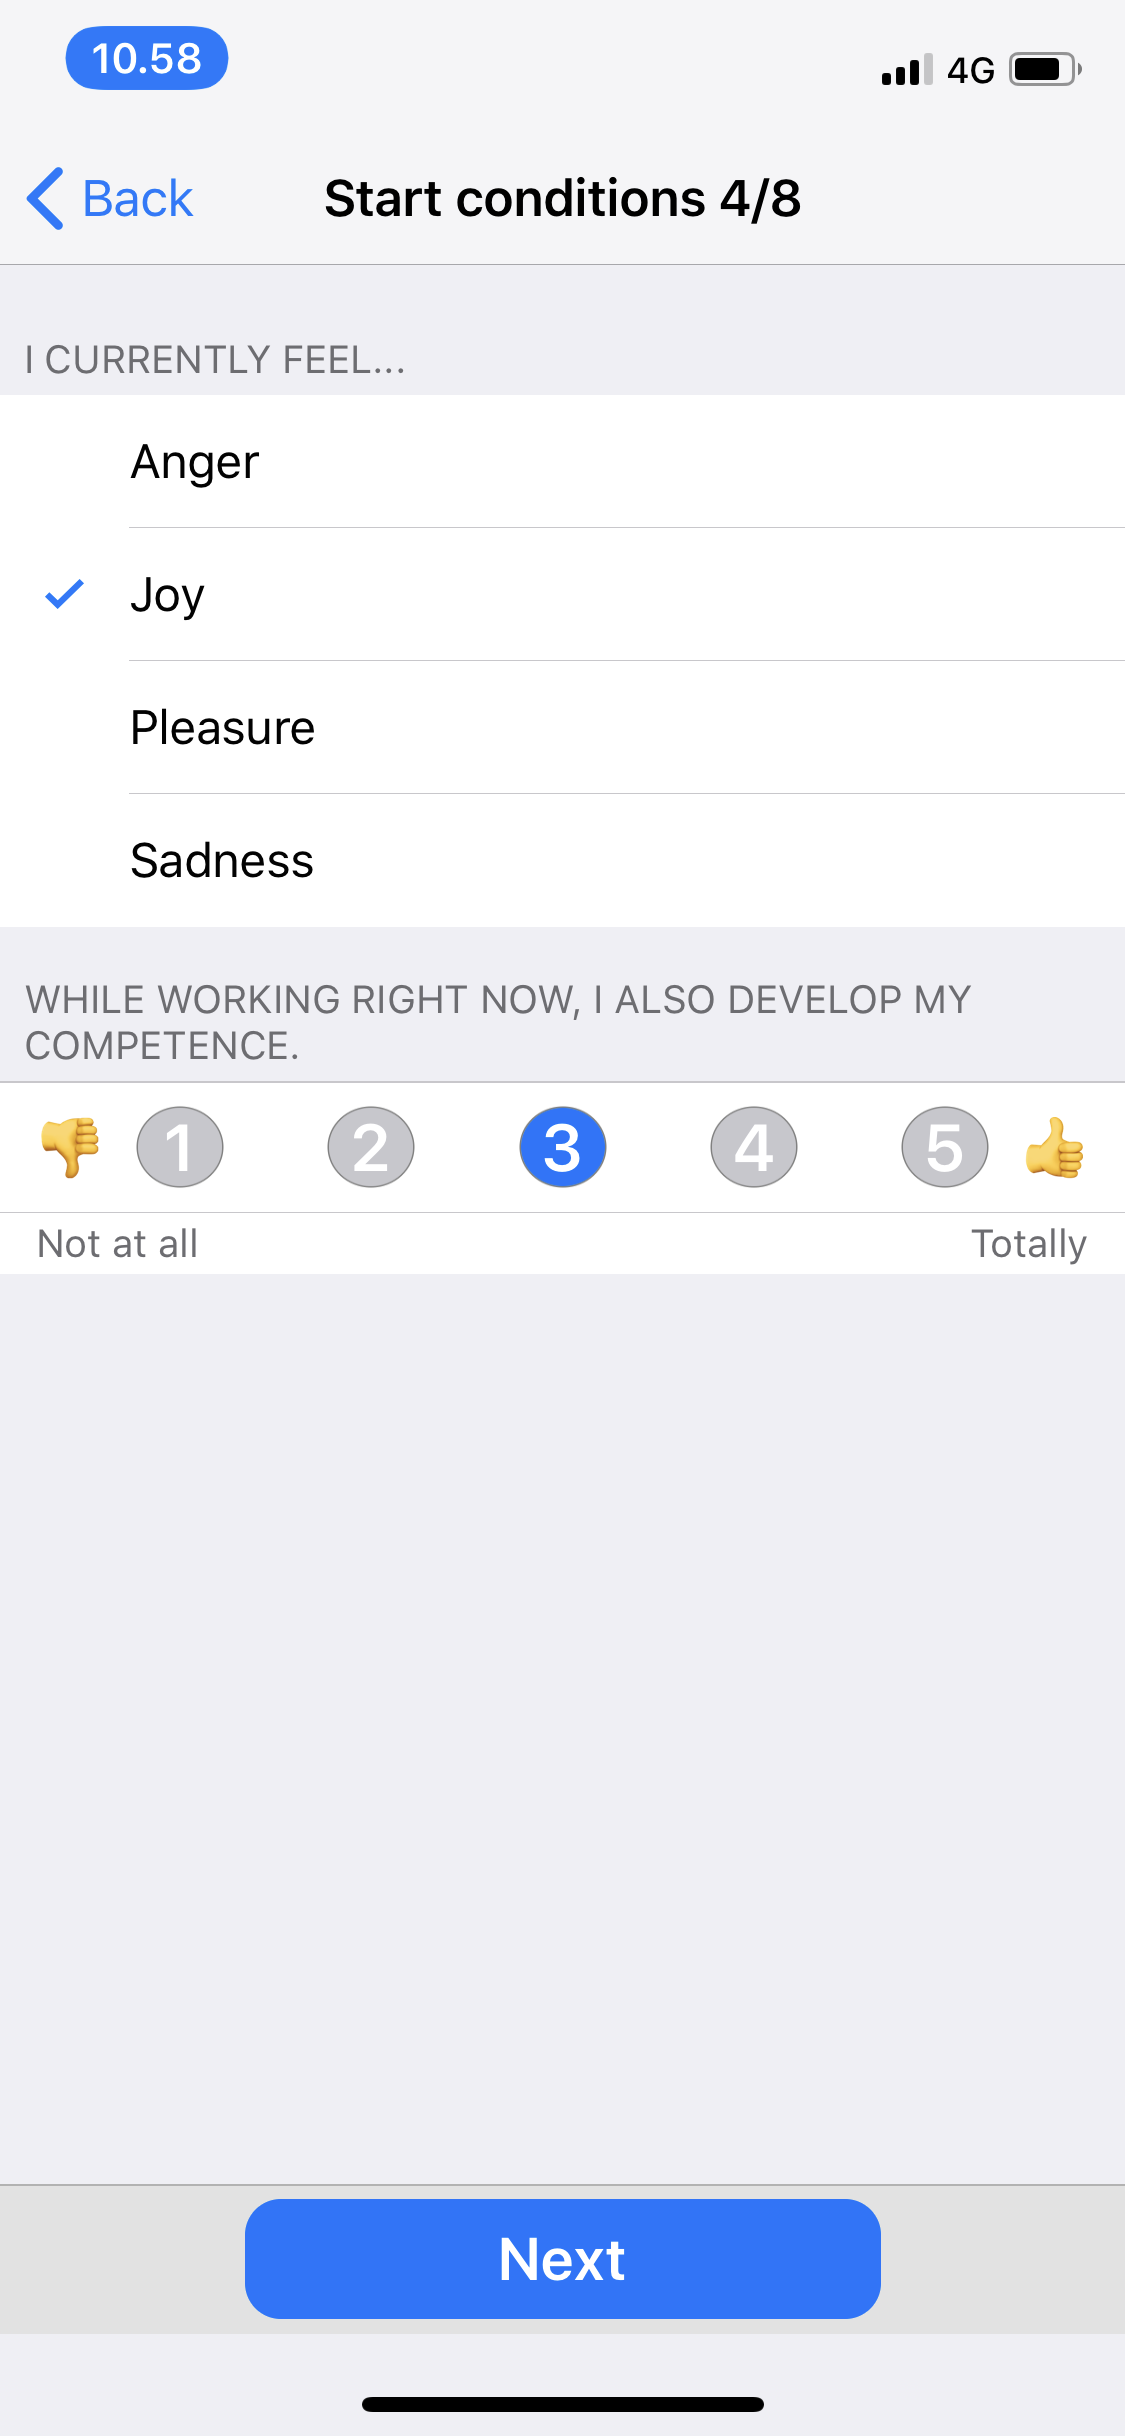 10.58
4G
Back
Start conditions 4/8
I CURRENTLY FEEL...
Anger
Joy
Pleasure
Sadness
WHILE WORKING RIGHT NOW, I ALSO DEVELOP MY
COMPETENCE.
1 2 3 4 5
Not at all
Totally
Next